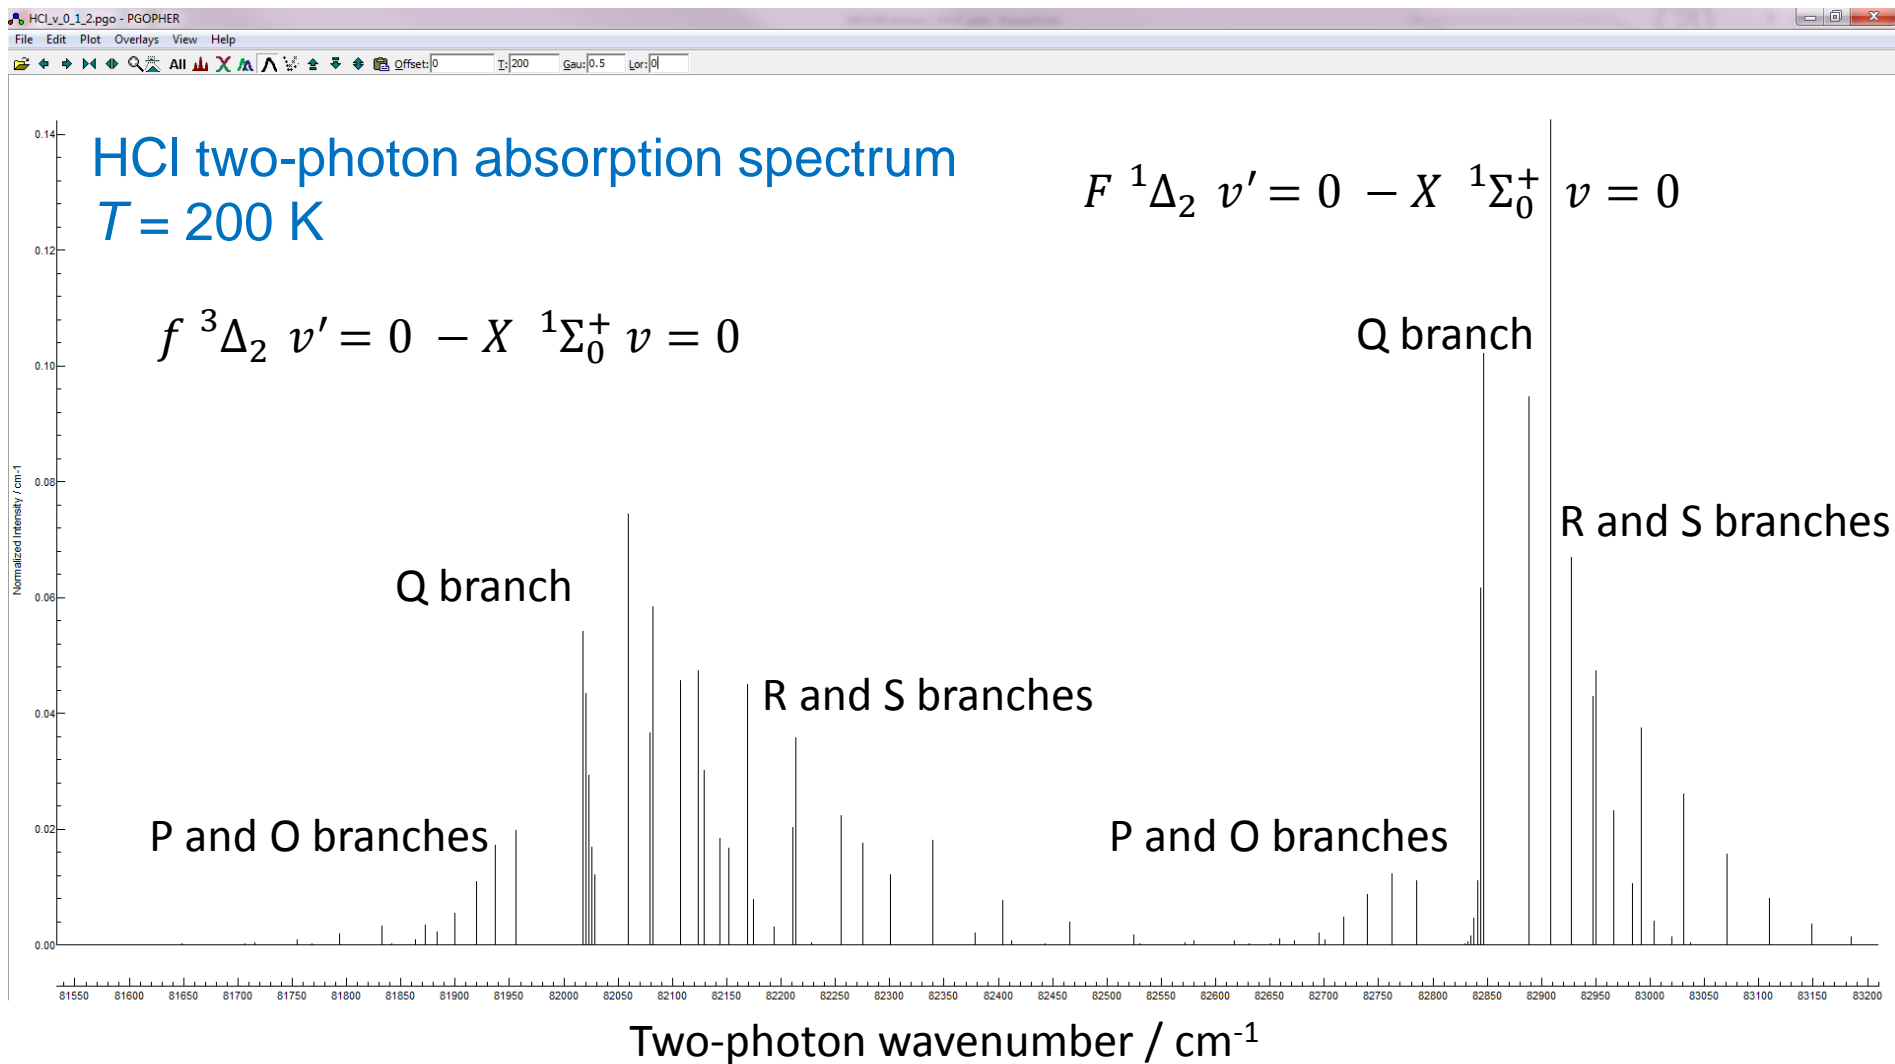 HCl_v_0_1_2.pgo - PGOPHER
File Edit Plot Overlays View Help
All Offset: 0 T: 200 Gau: 0.5 Lor: 0
HCl two-photon absorption spectrum
T = 200 K
F ¹Δ₂ v′ = 0 − X ¹Σ₀⁺ v = 0
f ³Δ₂ v′ = 0 − X ¹Σ₀⁺ v = 0
Q branch
R and S branches
Q branch
R and S branches
P and O branches
P and O branches
Normalized Intensity / cm-1
0.14
0.12
0.10
0.08
0.06
0.04
0.02
0.00
81550 81600 81650 81700 81750 81800 81850 81900 81950 82000 82050 82100 82150 82200 82250 82300 82350 82400 82450 82500 82550 82600 82650 82700 82750 82800 82850 82900 82950 83000 83050 83100 83150 83200
Two-photon wavenumber / cm⁻¹